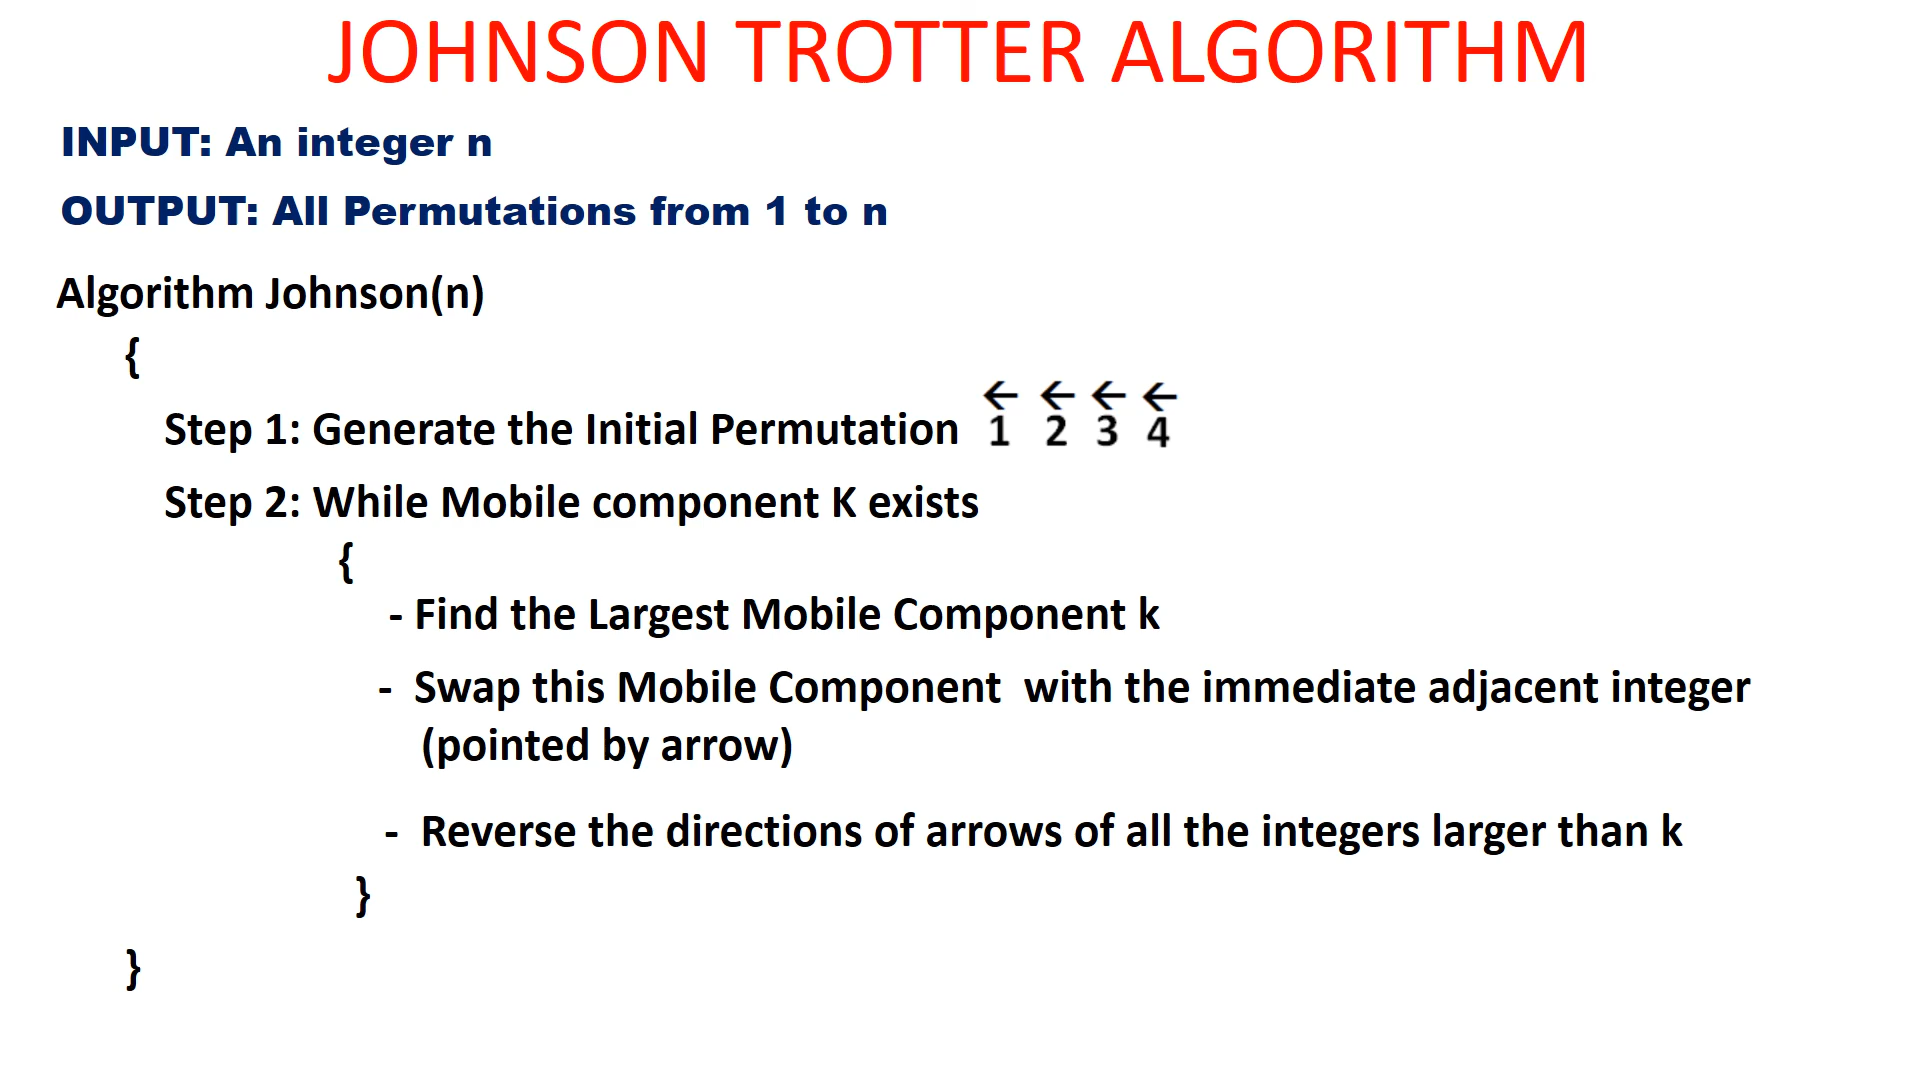 JOHNSON TROTTER ALGORITHM
INPUT: An integer n
OUTPUT: All Permutations from 1 to n
Algorithm Johnson(n)
{
← ← ← ←
Step 1: Generate the Initial Permutation 1 2 3 4
Step 2: While Mobile component K exists
{
- Find the Largest Mobile Component k
- Swap this Mobile Component with the immediate adjacent integer
(pointed by arrow)
- Reverse the directions of arrows of all the integers larger than k
}
}